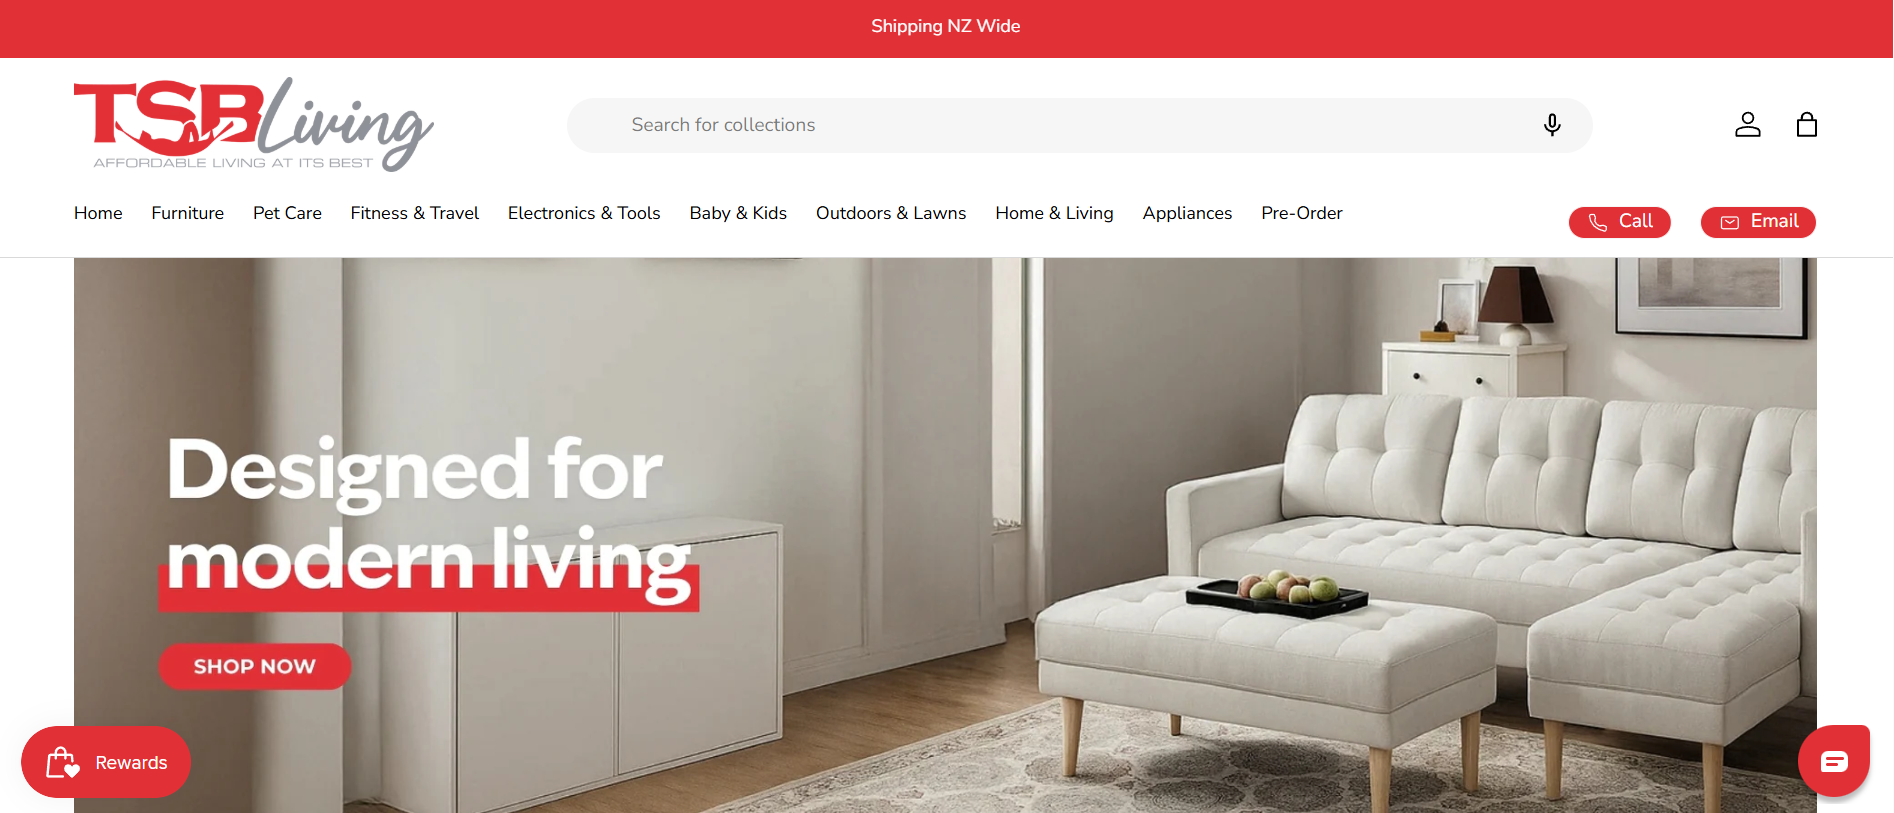 Shipping NZ Wide
TSB Living
AFFORDABLE LIVING AT ITS BEST
Search for collections
Home Furniture Pet Care Fitness & Travel Electronics & Tools Baby & Kids Outdoors & Lawns Home & Living Appliances Pre-Order
Call Email
Designed for
modern living
SHOP NOW
Rewards